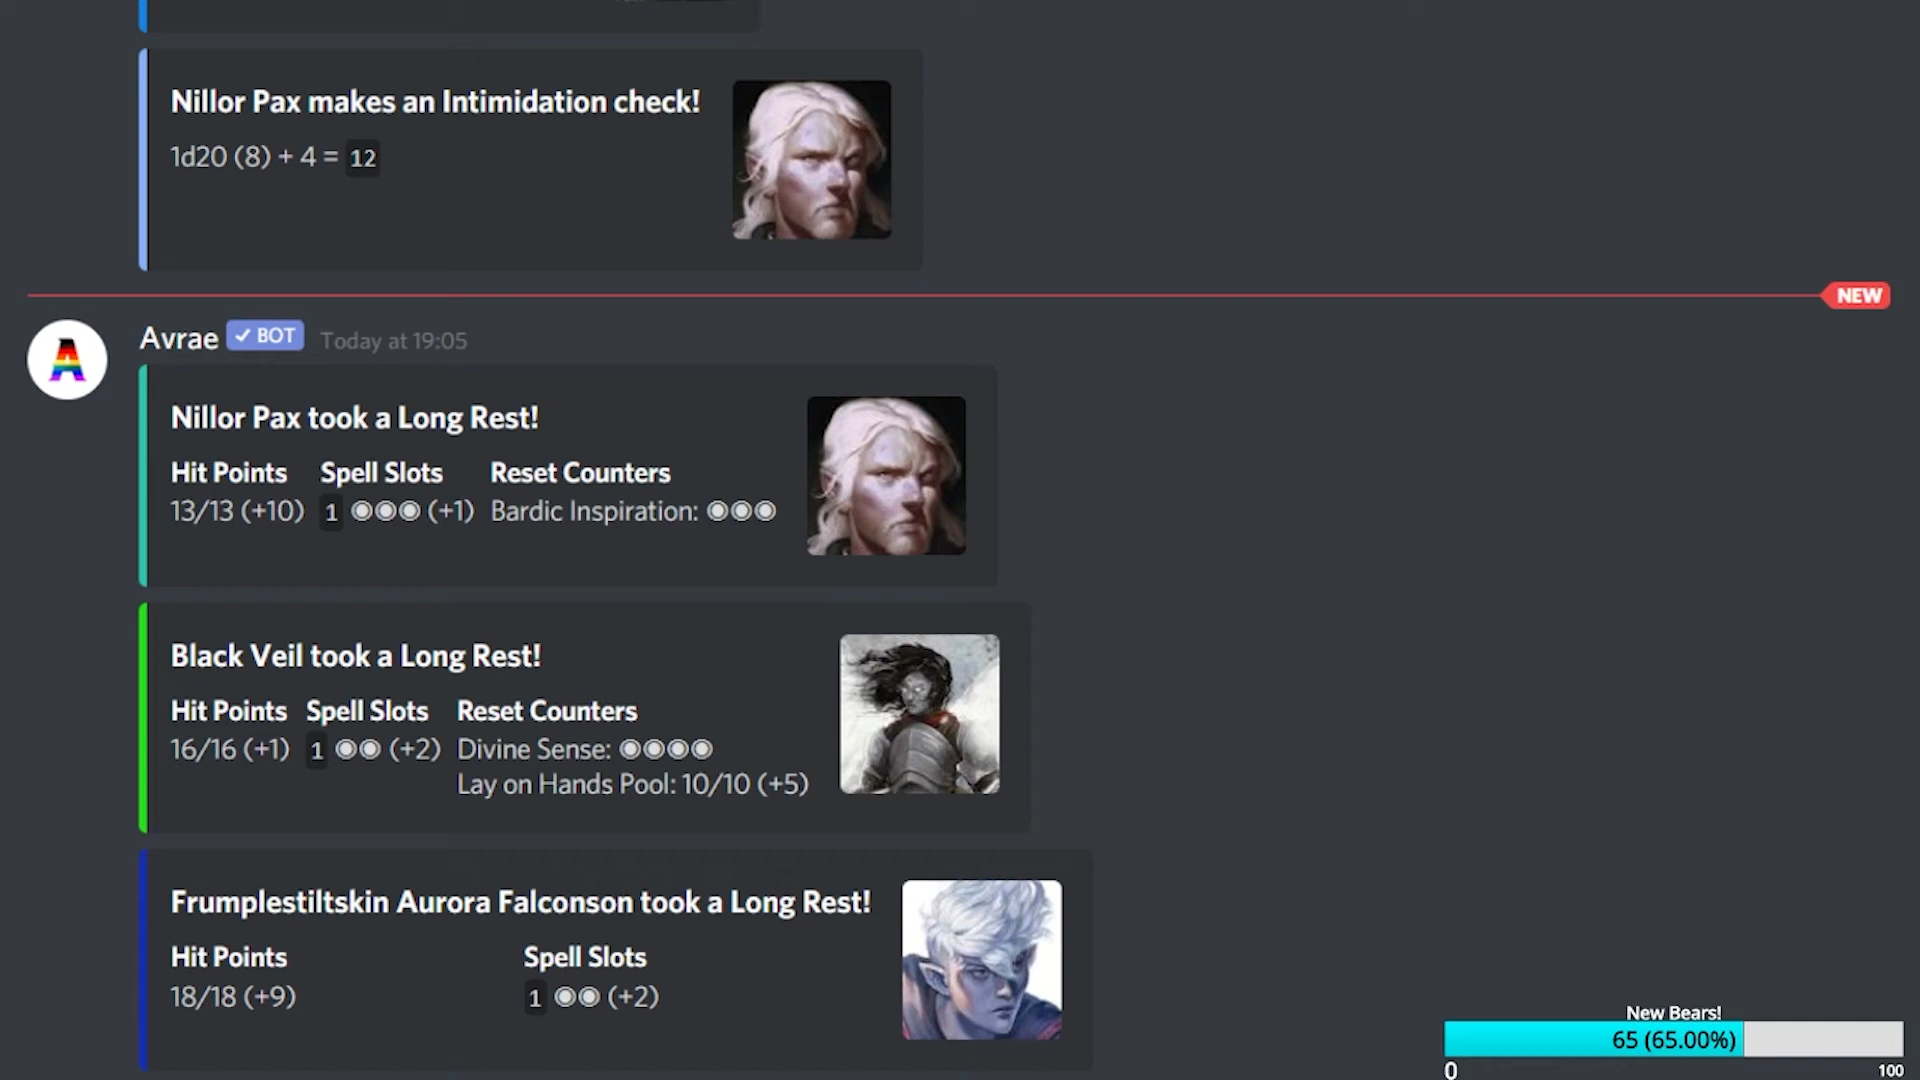 Nillor Pax makes an Intimidation check!
1d20 (8) + 4 = 12
NEW
A
Avrae ✓ BOT Today at 19:05
Nillor Pax took a Long Rest!
Hit Points Spell Slots Reset Counters
13/13 (+10) 1 ◉◉◉ (+1) Bardic Inspiration: ◉◉◉
Black Veil took a Long Rest!
Hit Points Spell Slots Reset Counters
16/16 (+1) 1 ◉◉ (+2) Divine Sense: ◉◉◉◉
Lay on Hands Pool: 10/10 (+5)
Frumplestiltskin Aurora Falconson took a Long Rest!
Hit Points Spell Slots
18/18 (+9) 1 ◉◉ (+2)
New Bears!
65 (65.00%)
0 100